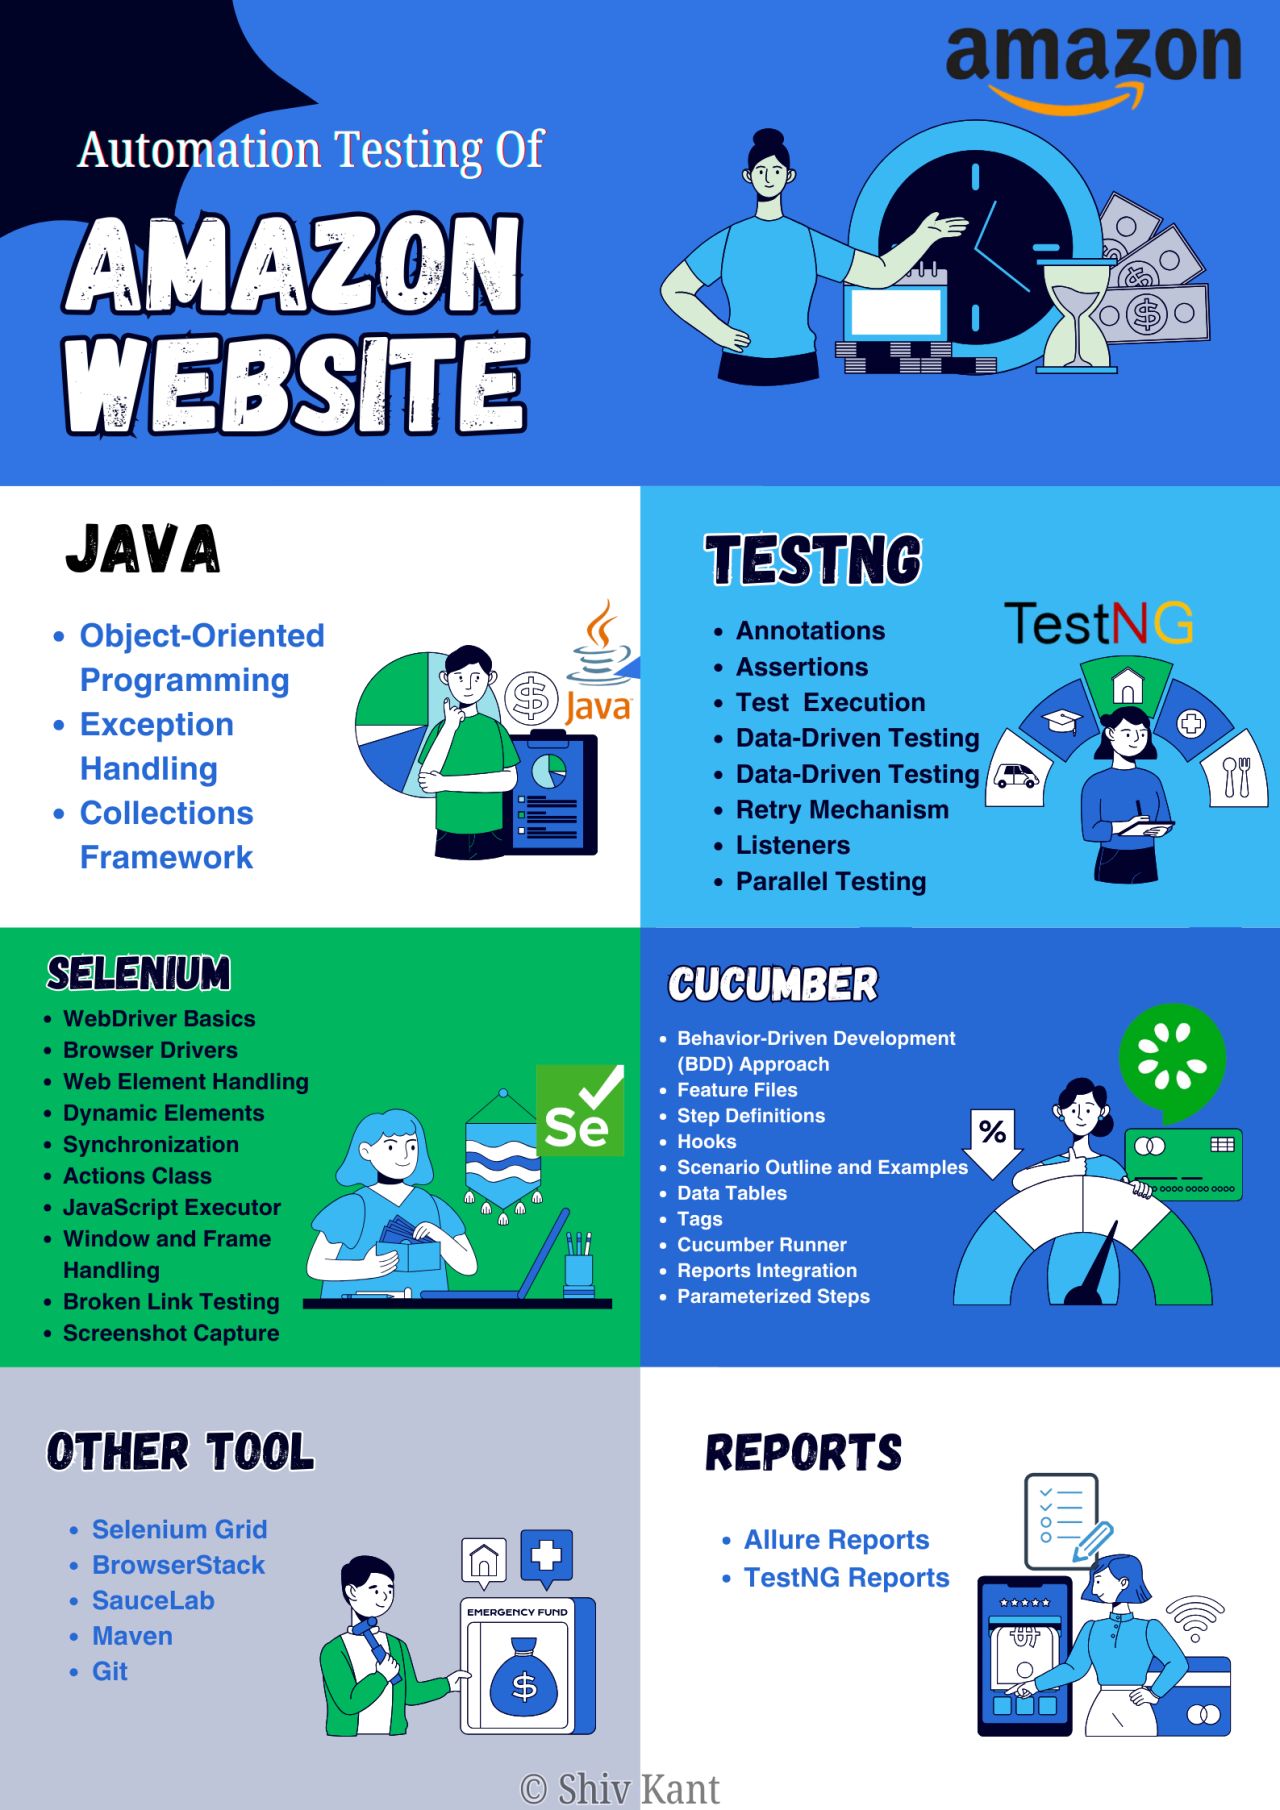 amazon
Automation Testing Of
AMAZON
WEBSITE
JAVA
• Object-Oriented
Programming
• Exception
Handling
• Collections
Framework
Java
TESTNG
TestNG
• Annotations
• Assertions
• Test  Execution
• Data-Driven Testing
• Data-Driven Testing
• Retry Mechanism
• Listeners
• Parallel Testing
SELENIUM
• WebDriver Basics
• Browser Drivers
• Web Element Handling
• Dynamic Elements
• Synchronization
• Actions Class
• JavaScript Executor
• Window and Frame
Handling
• Broken Link Testing
• Screenshot Capture
Se
CUCUMBER
• Behavior-Driven Development
(BDD) Approach
• Feature Files
• Step Definitions
• Hooks
• Scenario Outline and Examples
• Data Tables
• Tags
• Cucumber Runner
• Reports Integration
• Parameterized Steps
%
OTHER TOOL
• Selenium Grid
• BrowserStack
• SauceLab
• Maven
• Git
EMERGENCY FUND
$
REPORTS
• Allure Reports
• TestNG Reports
© Shiv Kant